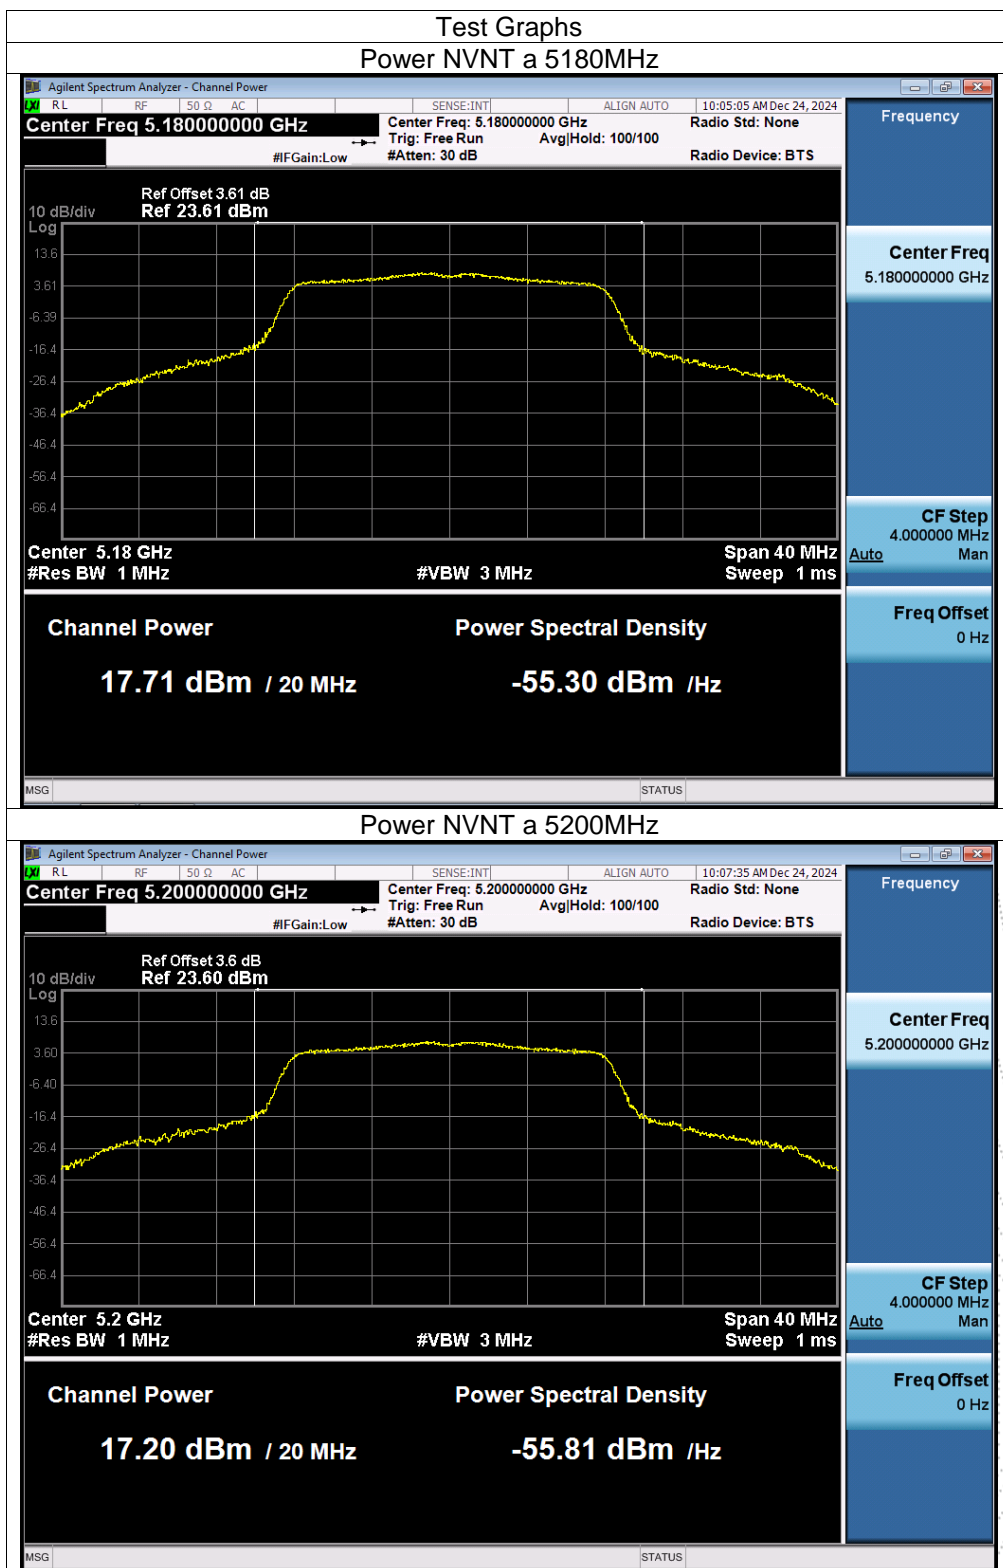 Test Graphs
Power NVNT a 5180MHz
Agilent Spectrum Analyzer - Channel Power
LXI RL RF 50 Ω AC SENSE:INT ALIGN AUTO 10:05:05 AM Dec 24, 2024
Center Freq 5.180000000 GHz
Center Freq: 5.180000000 GHz Radio Std: None
Trig: Free Run Avg|Hold: 100/100
#IFGain:Low #Atten: 30 dB Radio Device: BTS
Frequency
Ref Offset 3.61 dB
10 dB/div Ref 23.61 dBm
Log
13.6
3.61
-6.39
-16.4
-26.4
-36.4
-46.4
-56.4
-66.4
Center Freq
5.180000000 GHz
CF Step
4.000000 MHz
Auto Man
Center 5.18 GHz Span 40 MHz
#Res BW 1 MHz #VBW 3 MHz Sweep 1 ms
Freq Offset
0 Hz
Channel Power Power Spectral Density
17.71 dBm / 20 MHz -55.30 dBm /Hz
MSG STATUS
Power NVNT a 5200MHz
Agilent Spectrum Analyzer - Channel Power
LXI RL RF 50 Ω AC SENSE:INT ALIGN AUTO 10:07:35 AM Dec 24, 2024
Center Freq 5.200000000 GHz
Center Freq: 5.200000000 GHz Radio Std: None
Trig: Free Run Avg|Hold: 100/100
#IFGain:Low #Atten: 30 dB Radio Device: BTS
Frequency
Ref Offset 3.6 dB
10 dB/div Ref 23.60 dBm
Log
13.6
3.60
-6.40
-16.4
-26.4
-36.4
-46.4
-56.4
-66.4
Center Freq
5.200000000 GHz
CF Step
4.000000 MHz
Auto Man
Center 5.2 GHz Span 40 MHz
#Res BW 1 MHz #VBW 3 MHz Sweep 1 ms
Freq Offset
0 Hz
Channel Power Power Spectral Density
17.20 dBm / 20 MHz -55.81 dBm /Hz
MSG STATUS